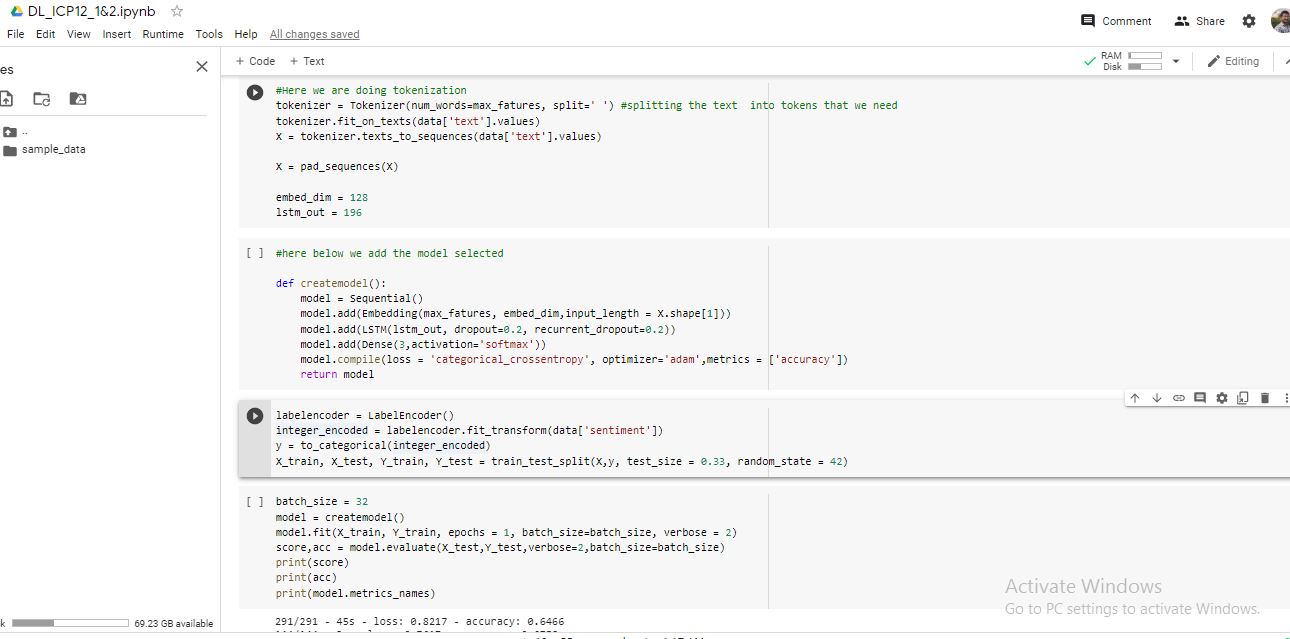 DL_ICP12_1&2.ipynb
Comment
Share
File Edit View Insert Runtime Tools Help All changes saved
es
+ Code + Text
RAM
Disk
Editing
..
sample_data
#Here we are doing tokenization
tokenizer = Tokenizer(num_words=max_fatures, split=' ') #splitting the text  into tokens that we need
tokenizer.fit_on_texts(data['text'].values)
X = tokenizer.texts_to_sequences(data['text'].values)
X = pad_sequences(X)
embed_dim = 128
lstm_out = 196
[ ] #here below we add the model selected
def createmodel():
    model = Sequential()
    model.add(Embedding(max_fatures, embed_dim,input_length = X.shape[1]))
    model.add(LSTM(lstm_out, dropout=0.2, recurrent_dropout=0.2))
    model.add(Dense(3,activation='softmax'))
    model.compile(loss = 'categorical_crossentropy', optimizer='adam',metrics = ['accuracy'])
    return model
labelencoder = LabelEncoder()
integer_encoded = labelencoder.fit_transform(data['sentiment'])
y = to_categorical(integer_encoded)
X_train, X_test, Y_train, Y_test = train_test_split(X,y, test_size = 0.33, random_state = 42)
[ ] batch_size = 32
model = createmodel()
model.fit(X_train, Y_train, epochs = 1, batch_size=batch_size, verbose = 2)
score,acc = model.evaluate(X_test,Y_test,verbose=2,batch_size=batch_size)
print(score)
print(acc)
print(model.metrics_names)
Activate Windows
Go to PC settings to activate Windows.
k 69.23 GB available
291/291 - 45s - loss: 0.8217 - accuracy: 0.6466